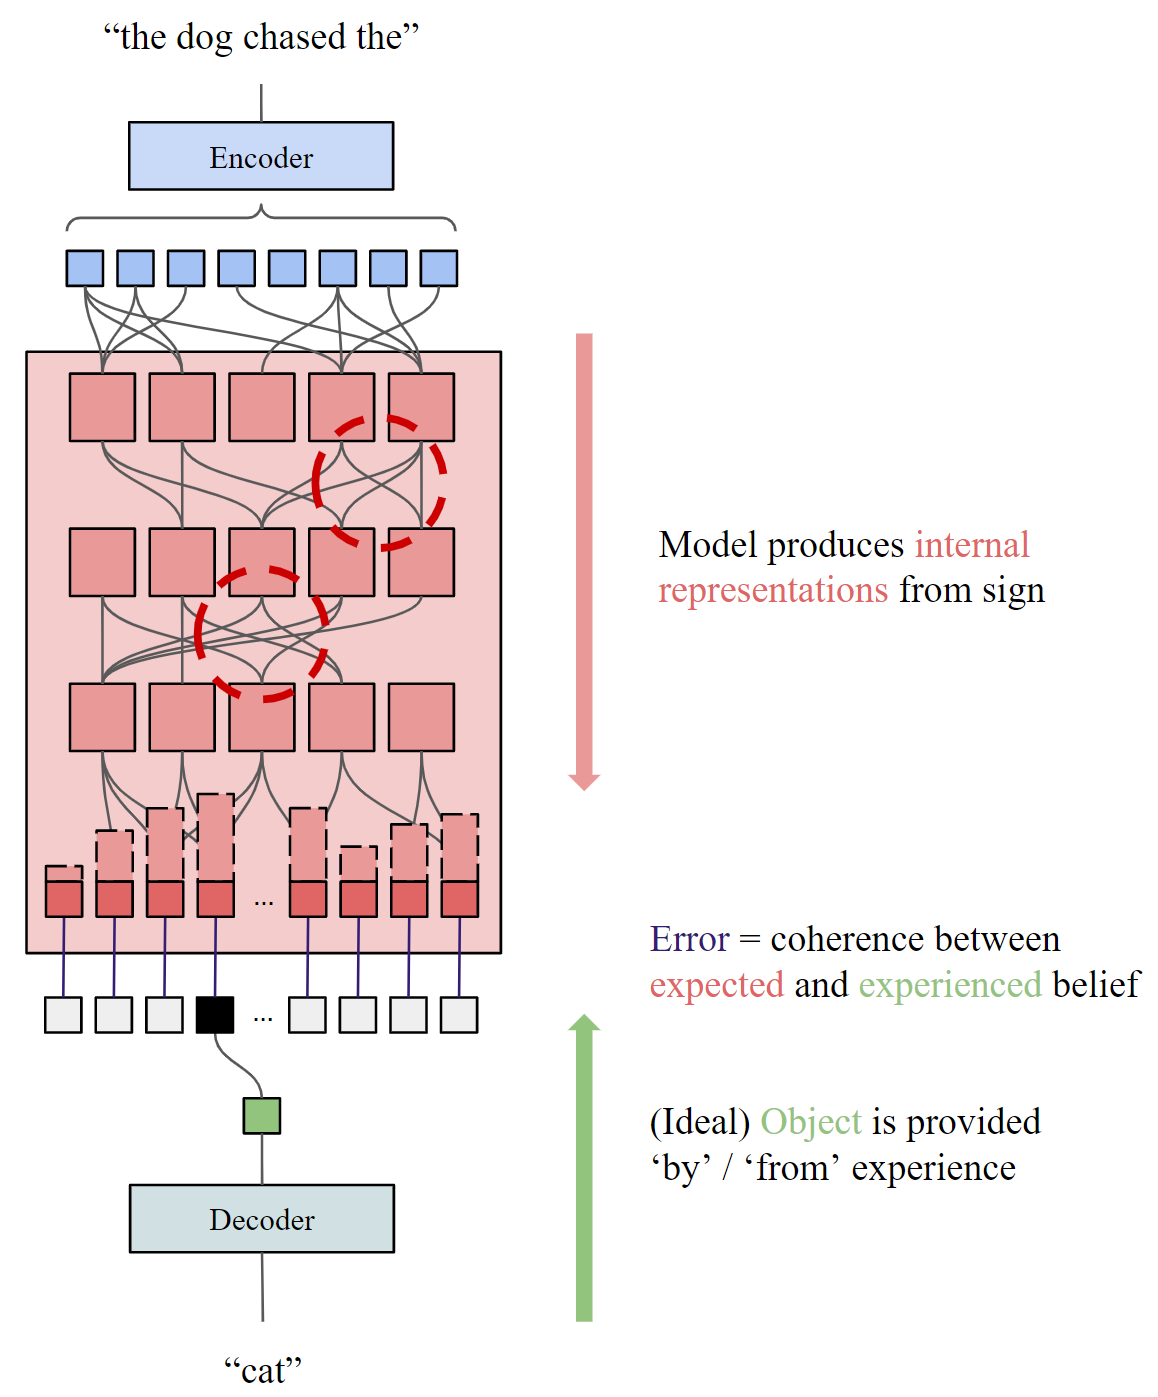 “the dog chased the”
Encoder
Model produces internal
representations from sign
...
Error = coherence between
expected and experienced belief
...
(Ideal) Object is provided
‘by’ / ‘from’ experience
Decoder
“cat”